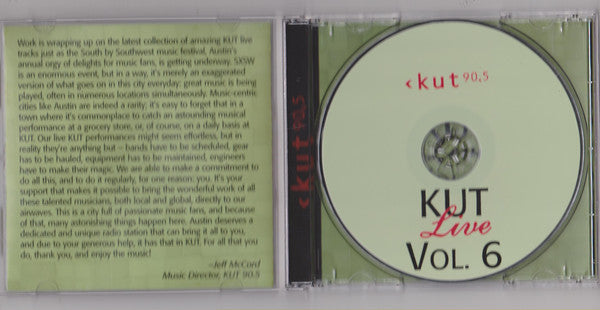 Work is wrapping up on the latest collection of amazing KUT live
tracks just as the South by Southwest music festival, Austin's
annual orgy of delights for music fans, is getting underway. SXSW
is an enormous event, but in a way, it's merely an exaggerated
version of what goes on in this city everyday: great music is being
played, often in numerous locations simultaneously. Music-centric
cities like Austin are indeed a rarity; it's easy to forget that in a
town where it's commonplace to catch an astounding musical
performance at a grocery store, or, of course, on a daily basis at
KUT. Our live KUT performances might seem effortless, but in
reality they're anything but – bands have to be scheduled, gear
has to be hauled, equipment has to be maintained, engineers
have to make their magic. We are able to make a commitment to
do all this, and to do it regularly, for one reason: you. It's your
support that makes it possible to bring the wonderful work of all
these talented musicians, both local and global, directly to our
airwaves. This is a city full of passionate music fans, and because
of that, many astonishing things happen here. Austin deserves a
dedicated and unique radio station that can bring it all to you,
and due to your generous help, it has that in KUT. For all that you
do, thank you, and enjoy the music!
–Jeff McCord
Music Director, KUT 90.5
‹kut 90.5
‹kut 90.5
KUT
Live
VOL. 6